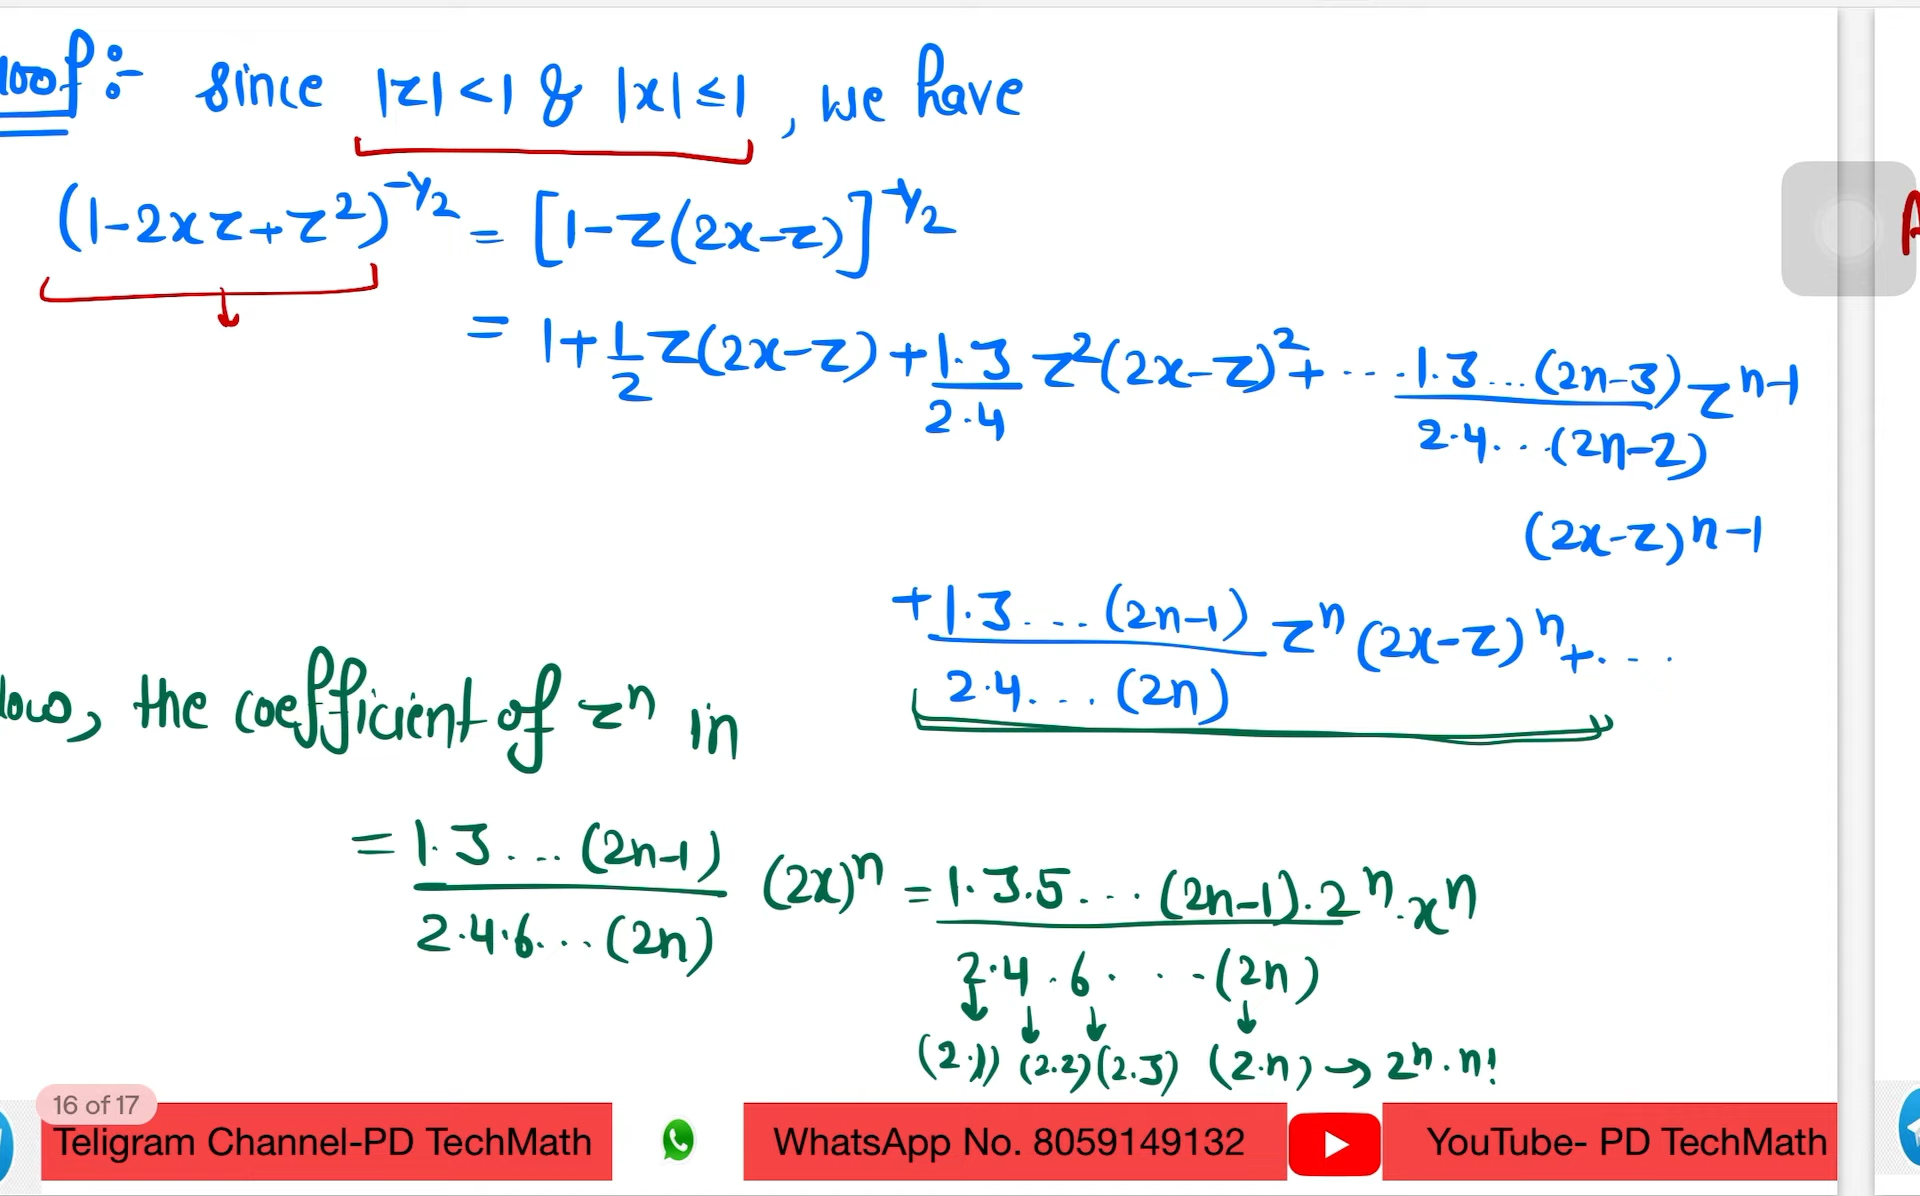 oof:- Since |z|<1 & |x|≤1, we have
(1-2xz+z²)^-1/2 = [1-z(2x-z)]^-1/2
= 1+1/2 z(2x-z)+1.3/2.4 z²(2x-z)²+ ....1.3...(2n-3)/2.4...(2n-2) z^n-1
(2x-z)^n-1
+1.3...(2n-1)/2.4...(2n) z^n (2x-z)^n+...
the coefficient of z^n in
= 1.3...(2n-1)/2.4.6...(2n) (2x)^n = 1.3.5...(2n-1).2^n.x^n/2.4.6...(2n)
(2.1) (2.2)(2.3) (2.n) → 2^n.n!
16 of 17
Teligram Channel-PD TechMath WhatsApp No. 8059149132 YouTube- PD TechMath